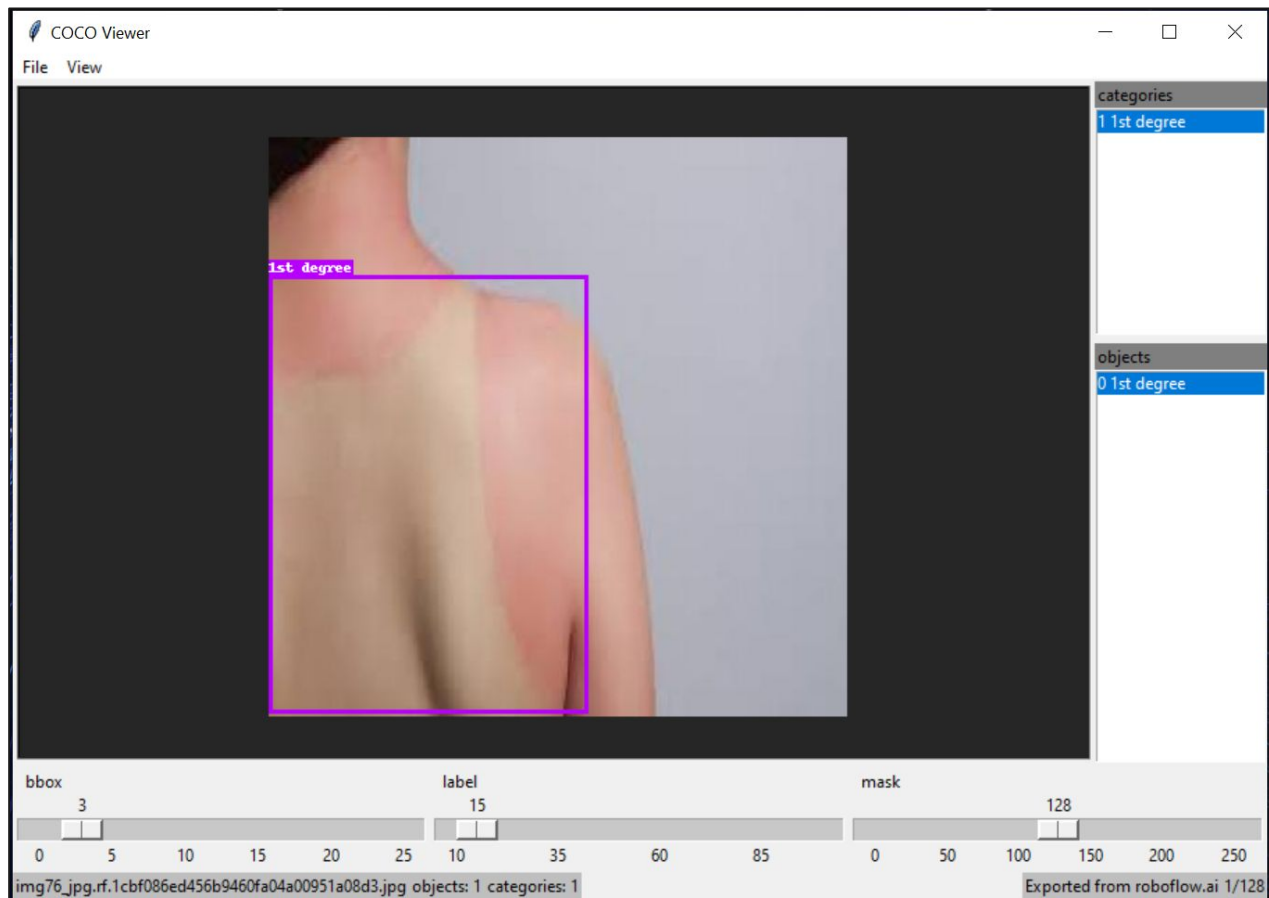 COCO Viewer
File View
categories
1 1st degree
1st degree
objects
0 1st degree
bbox label mask
3 15 128
0 5 10 15 20 25 10 35 60 85 0 50 100 150 200 250
img76_jpg.rf.1cbf086ed456b9460fa04a00951a08d3.jpg objects: 1 categories: 1 Exported from roboflow.ai 1/128